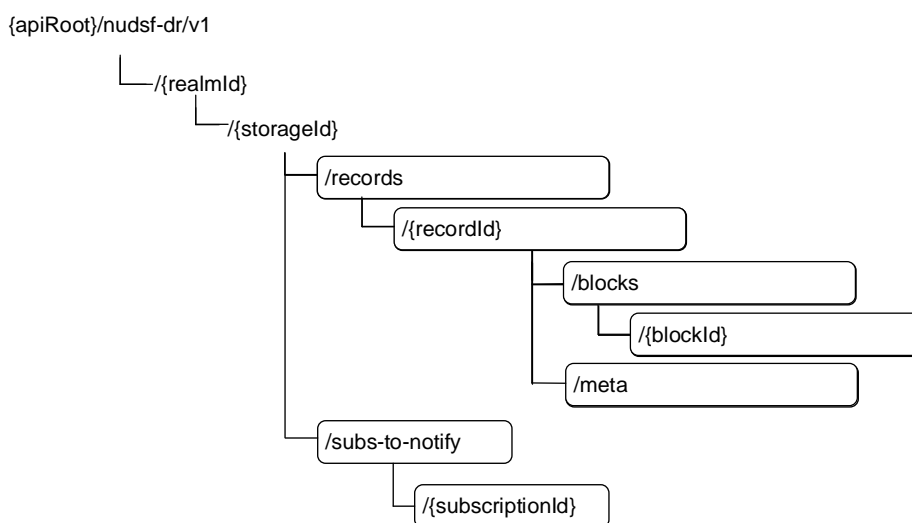 {apiRoot}/nudsf-dr/v1
/{realmId}
/{storageId}
/records
/{recordId}
/blocks
/{blockId}
/meta
/subs-to-notify
/{subscriptionId}